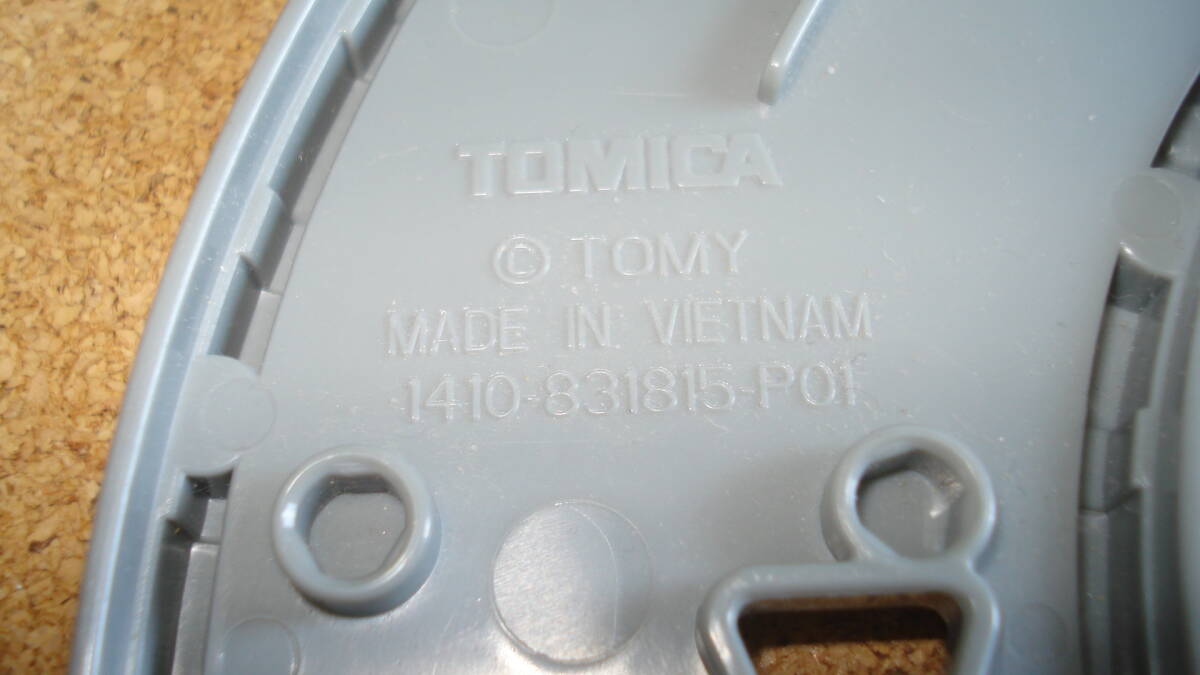 TOMICA
© TOMY
MADE IN VIETNAM
1410-831815-P01